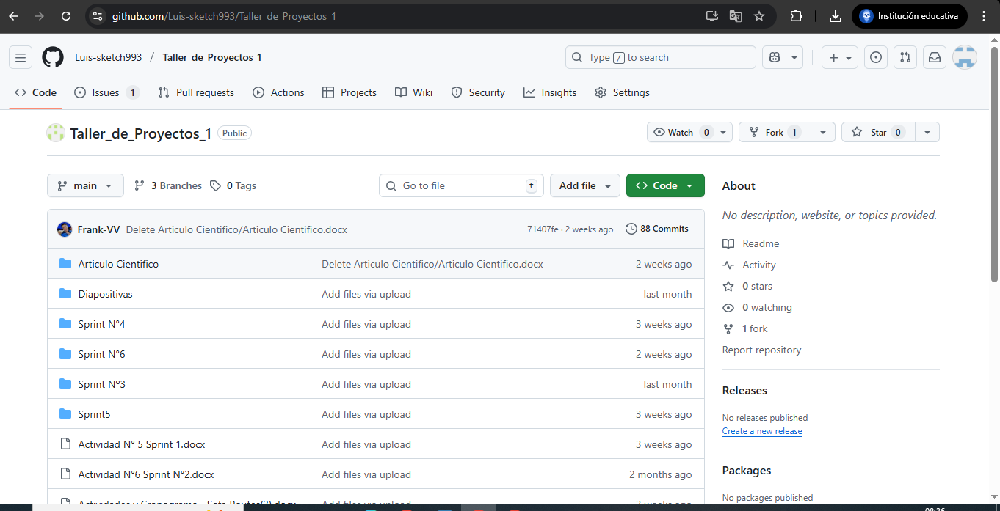 github.com/Luis-sketch993/Taller_de_Proyectos_1
Institución educativa
Luis-sketch993 / Taller_de_Proyectos_1
Type / to search
Code Issues 1 Pull requests Actions Projects Wiki Security Insights Settings
Taller_de_Proyectos_1 Public
Watch 0 Fork 1 Star 0
main 3 Branches 0 Tags Go to file t Add file Code
About
No description, website, or topics provided.
Frank-VV Delete Articulo Cientifico/Articulo Cientifico.docx 71407fe · 2 weeks ago 88 Commits
Articulo Cientifico Delete Articulo Cientifico/Articulo Cientifico.docx 2 weeks ago
Diapositivas Add files via upload last month
Sprint N°4 Add files via upload 3 weeks ago
Sprint N°6 Add files via upload 2 weeks ago
Sprint Nº3 Add files via upload last month
Sprint5 Add files via upload 3 weeks ago
Actividad N° 5 Sprint 1.docx Add files via upload 3 weeks ago
Actividad N°6 Sprint N°2.docx Add files via upload 2 months ago
Readme
Activity
0 stars
0 watching
1 fork
Report repository
Releases
No releases published
Create a new release
Packages
No packages published